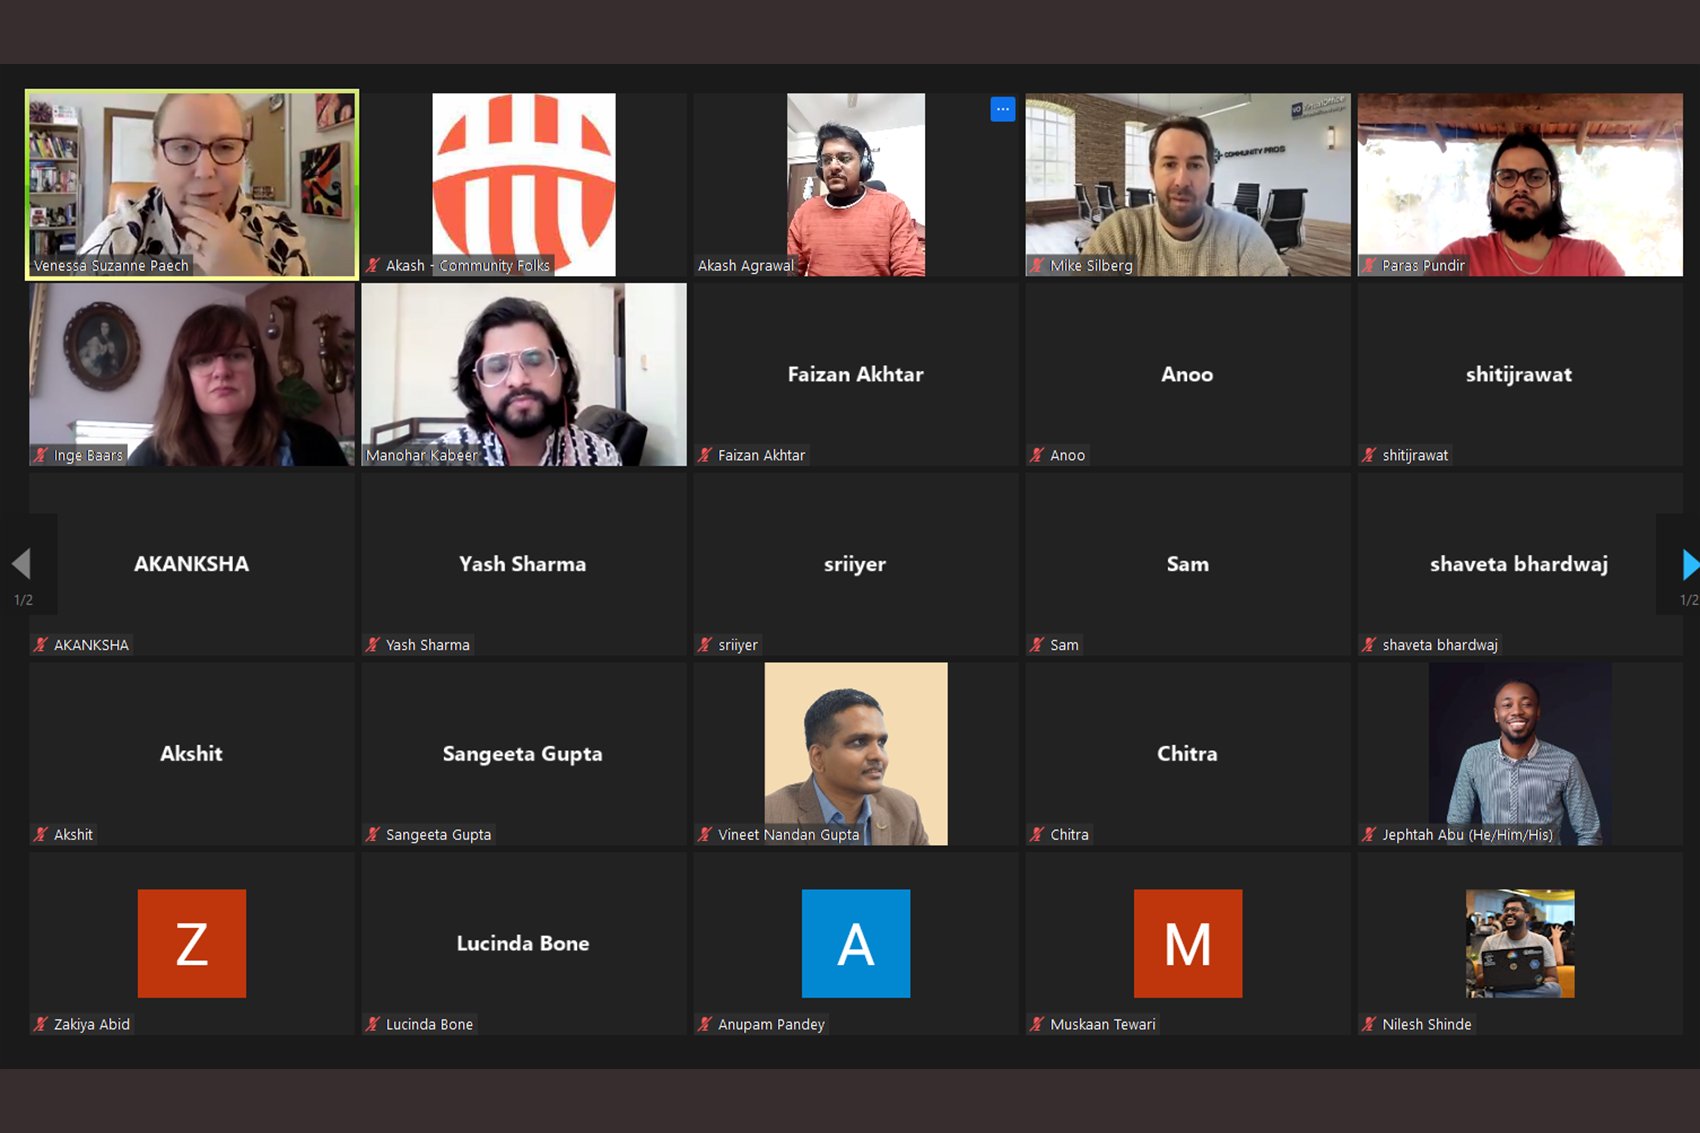 VO VirtualOffice
COMMUNITY PROS
Venessa Suzanne Paech
Akash - Community Folks
Akash Agrawal
Mike Silberg
Paras Pundir
Faizan Akhtar
Anoo
shitijrawat
Inge Baars
Manohar Kabeer
Faizan Akhtar
Anoo
shitijrawat
AKANKSHA
Yash Sharma
sriiyer
Sam
shaveta bhardwaj
1/2
1/2
AKANKSHA
Yash Sharma
sriiyer
Sam
shaveta bhardwaj
Akshit
Sangeeta Gupta
Chitra
Akshit
Sangeeta Gupta
Vineet Nandan Gupta
Chitra
Jephtah Abu (He/Him/His)
Z
Lucinda Bone
A
M
Zakiya Abid
Lucinda Bone
Anupam Pandey
Muskaan Tewari
Nilesh Shinde